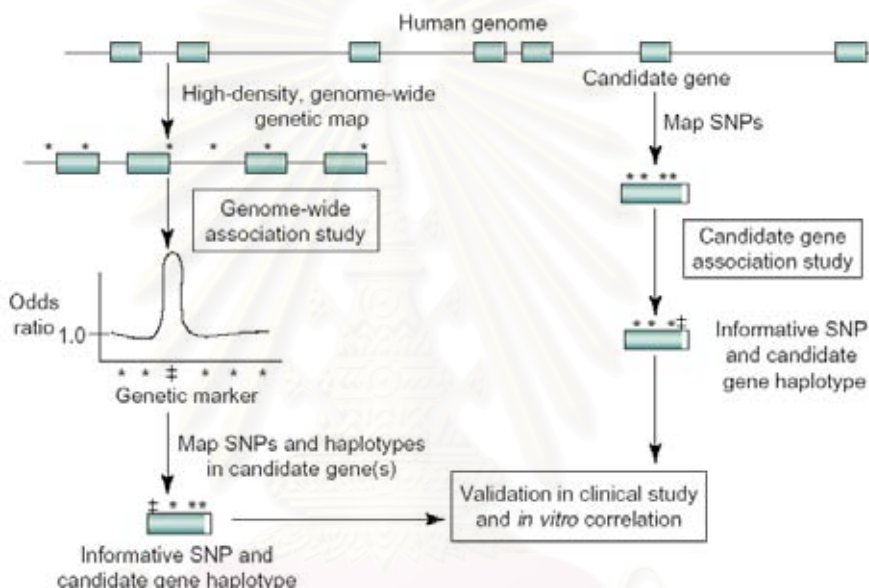 Human genome
Candidate gene
High-density, genome-wide
genetic map
Map SNPs
* * * * * *
* * **
Genome-wide
association study
Candidate gene
association study
Odds
ratio
1.0
* * ‡ * * *
Genetic marker
* * *‡
Informative SNP
and candidate
gene haplotype
Map SNPs and haplotypes
in candidate gene(s)
‡ * **
Validation in clinical study
and in vitro correlation
Informative SNP and
candidate gene haplotype